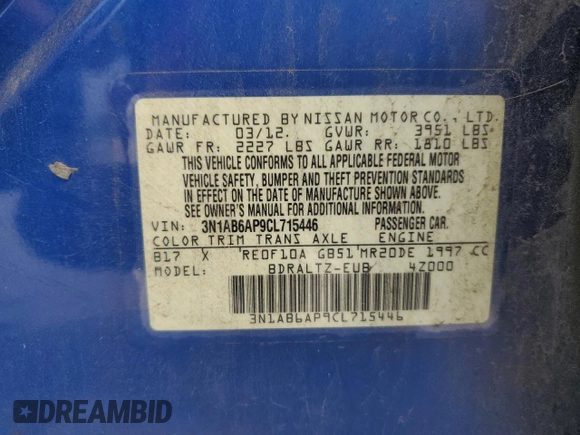 MANUFACTURED BY NISSAN MOTOR CO., LTD.
DATE: 03/12. GVWR: 3951 LBS
GAWR FR: 2227 LBS GAWR RR: 1810 LBS
THIS VEHICLE CONFORMS TO ALL APPLICABLE FEDERAL MOTOR
VEHICLE SAFETY, BUMPER AND THEFT PREVENTION STANDARDS
IN EFFECT ON THE DATE OF MANUFACTURE SHOWN ABOVE.
SEE OWNER'S MANUAL FOR ADDITIONAL INFORMATION.
VIN: 3N1AB6AP9CL715446 PASSENGER CAR.
COLOR TRIM TRANS AXLE ENGINE
B17 X RE0F10A GB51 MR20DE 1997 CC
MODEL: BDRALTZ-EUB 4Z000
3N1AB6AP9CL715446
DREAMBID